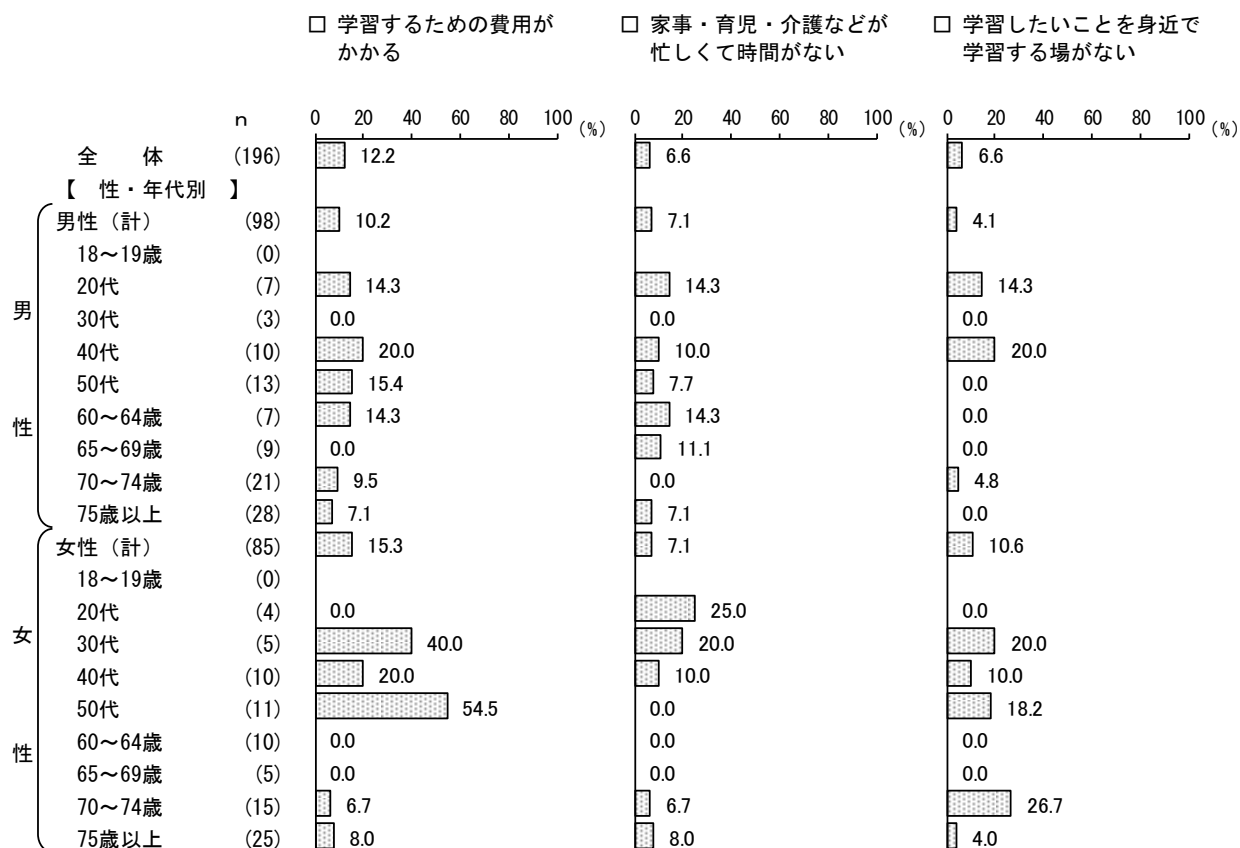 □ 学習するための費用が
かかる
□ 家事・育児・介護などが
忙しくて時間がない
□ 学習したいことを身近で
学習する場がない
n 0 20 40 60 80 100 (%) 0 20 40 60 80 100 (%) 0 20 40 60 80 100 (%)
全 体 (196) 12.2 6.6 6.6
【 性・年代別 】
男性（計） (98) 10.2 7.1 4.1
18～19歳 (0)
20代 (7) 14.3 14.3 14.3
30代 (3) 0.0 0.0 0.0
40代 (10) 20.0 10.0 20.0
50代 (13) 15.4 7.7 0.0
60～64歳 (7) 14.3 14.3 0.0
65～69歳 (9) 0.0 11.1 0.0
70～74歳 (21) 9.5 0.0 4.8
75歳以上 (28) 7.1 7.1 0.0
男性
女性（計） (85) 15.3 7.1 10.6
18～19歳 (0)
20代 (4) 0.0 25.0 0.0
30代 (5) 40.0 20.0 20.0
40代 (10) 20.0 10.0 10.0
50代 (11) 54.5 0.0 18.2
60～64歳 (10) 0.0 0.0 0.0
65～69歳 (5) 0.0 0.0 0.0
70～74歳 (15) 6.7 6.7 26.7
75歳以上 (25) 8.0 8.0 4.0
女性